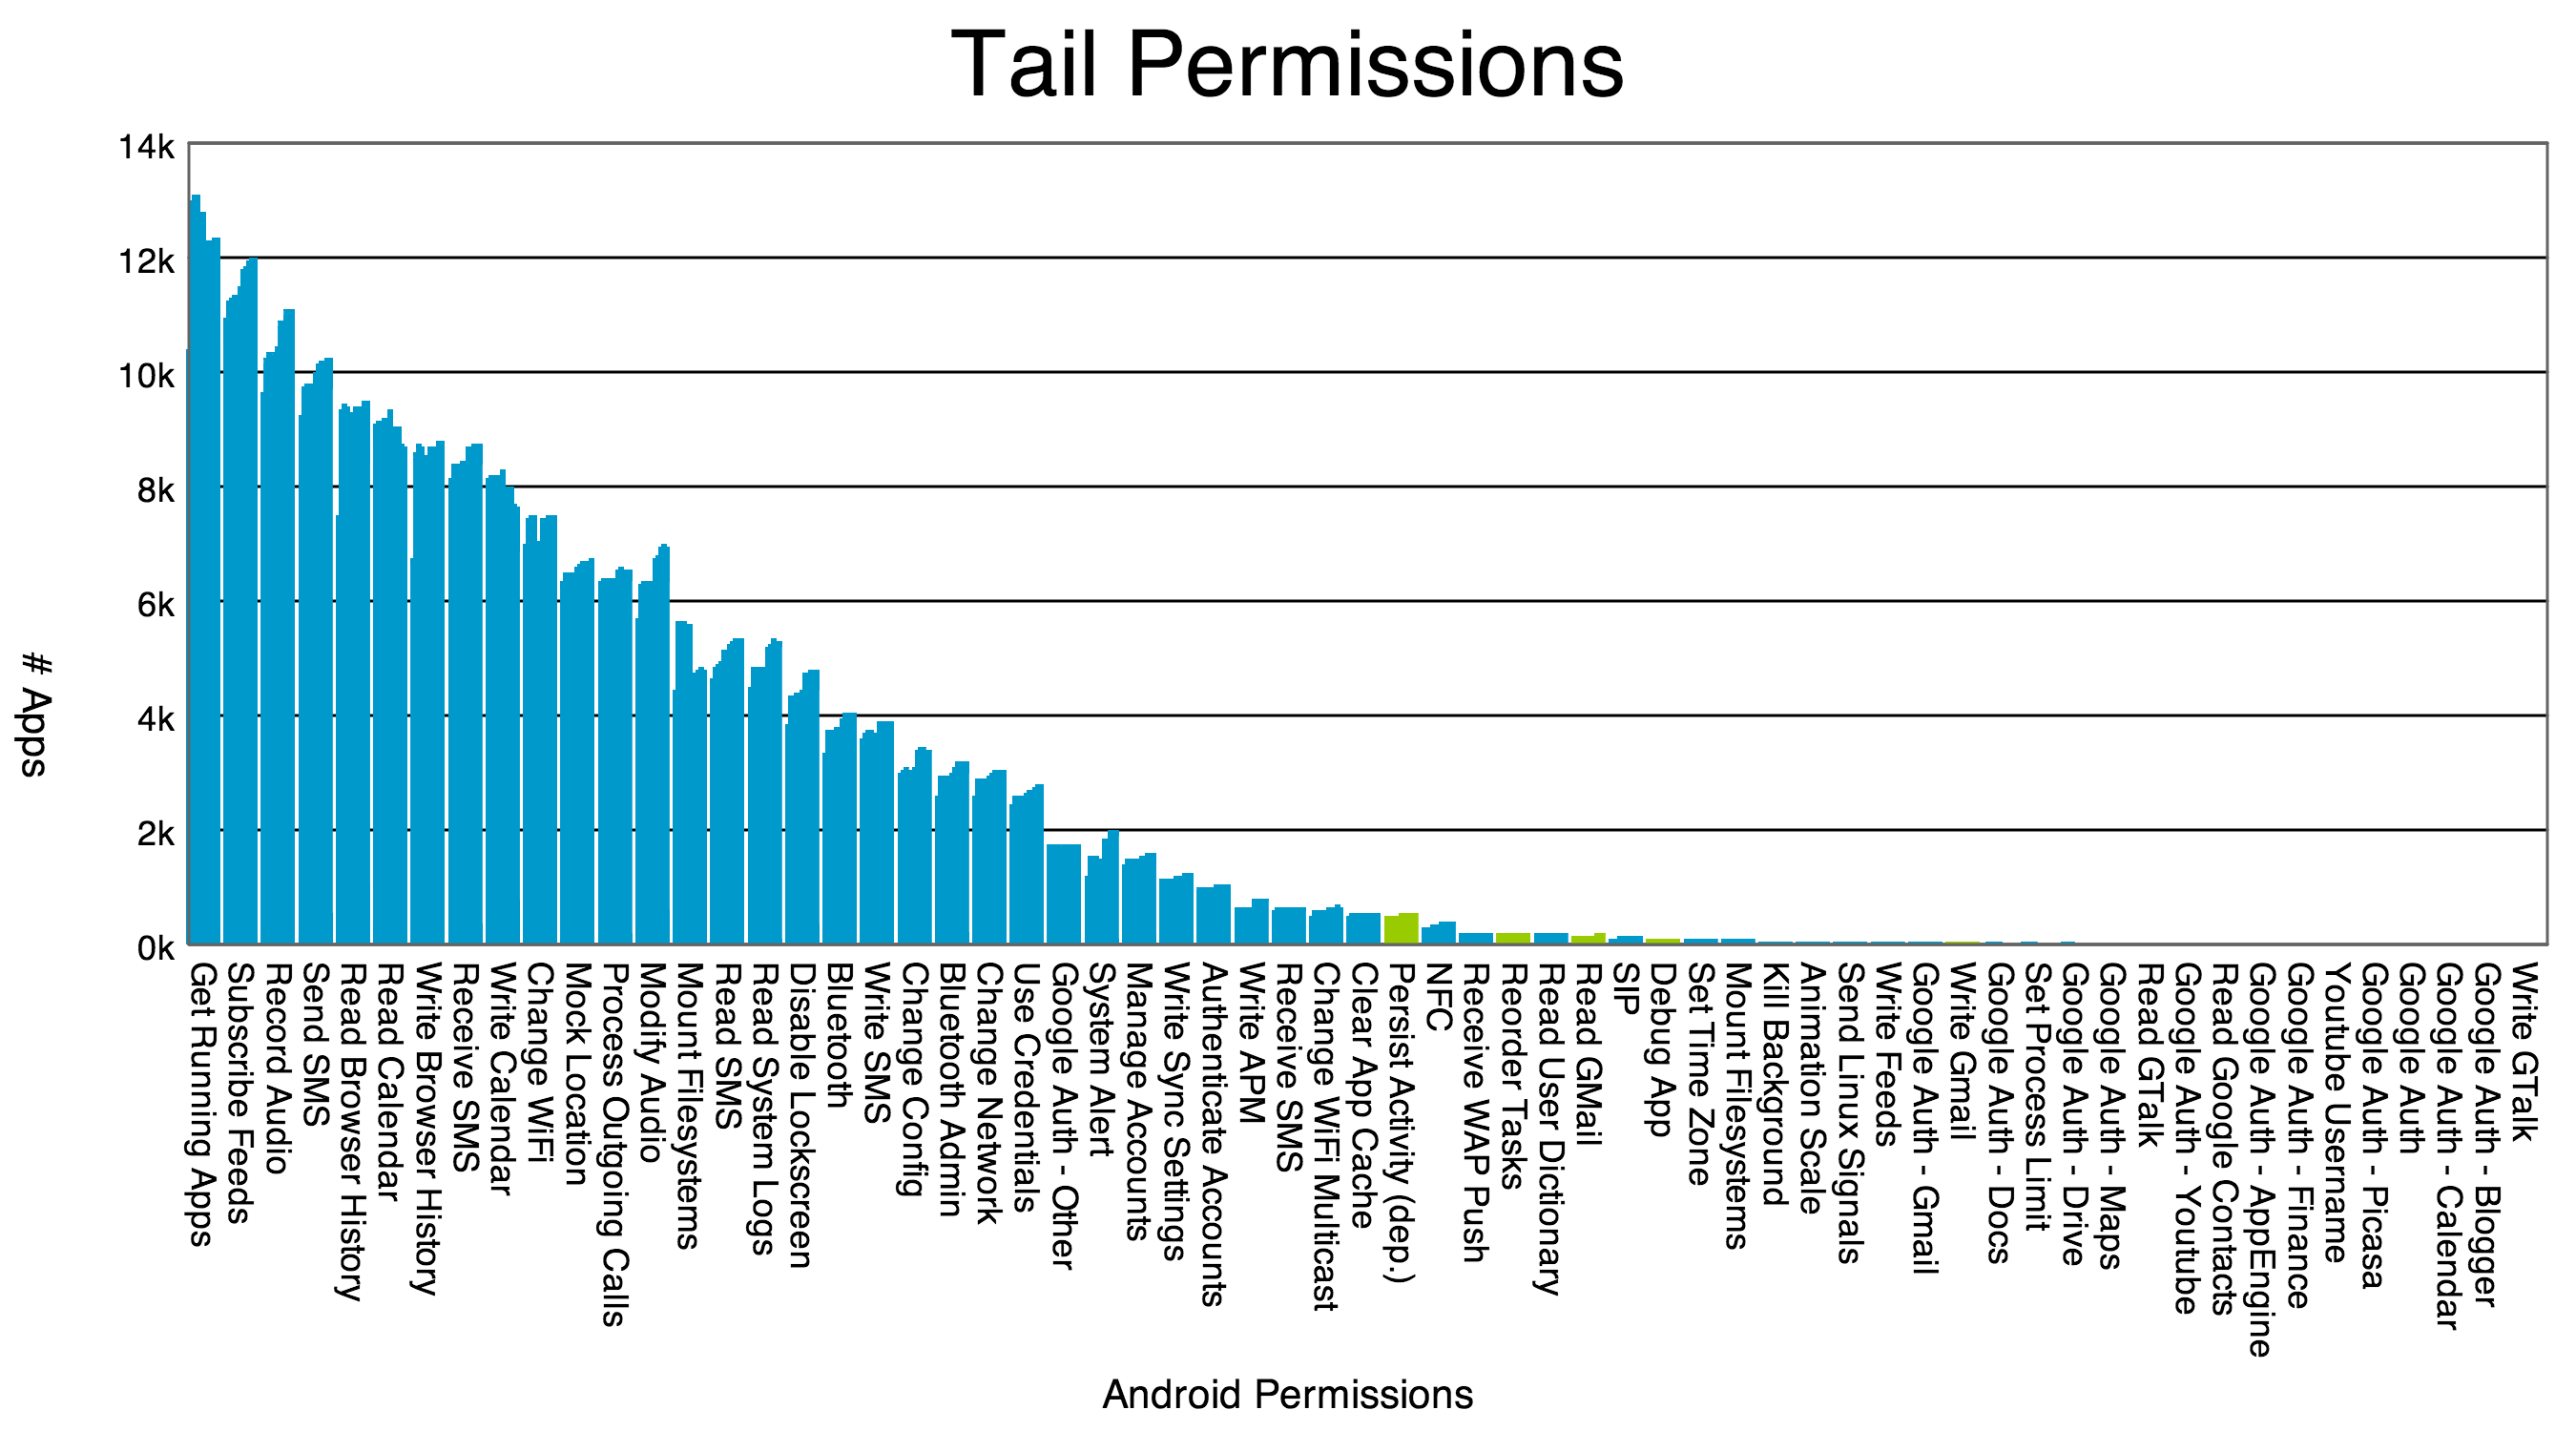 Tail Permissions
14k
12k
10k
8k
6k
4k
2k
0k
# Apps
Get Running Apps
Subscribe Feeds
Record Audio
Send SMS
Read Browser History
Read Calendar
Write Browser History
Receive SMS
Write Calendar
Change WiFi
Mock Location
Process Outgoing Calls
Modify Audio
Mount Filesystems
Read SMS
Read System Logs
Disable Lockscreen
Bluetooth
Write SMS
Change Config
Bluetooth Admin
Change Network
Use Credentials
Google Auth - Other
System Alert
Manage Accounts
Write Sync Settings
Authenticate Accounts
Write APM
Receive SMS
Change WiFi Multicast
Clear App Cache
Persist Activity (dep.)
NFC
Receive WAP Push
Reorder Tasks
Read User Dictionary
Read GMail
SIP
Debug App
Set Time Zone
Mount Filesystems
Kill Background
Animation Scale
Send Linux Signals
Write Feeds
Google Auth - Gmail
Write Gmail
Google Auth - Docs
Set Process Limit
Google Auth - Drive
Google Auth - Maps
Read GTalk
Google Auth - Youtube
Read Google Contacts
Google Auth - AppEngine
Google Auth - Finance
Youtube Username
Google Auth - Picasa
Google Auth
Google Auth - Calendar
Google Auth - Blogger
Write GTalk
Android Permissions